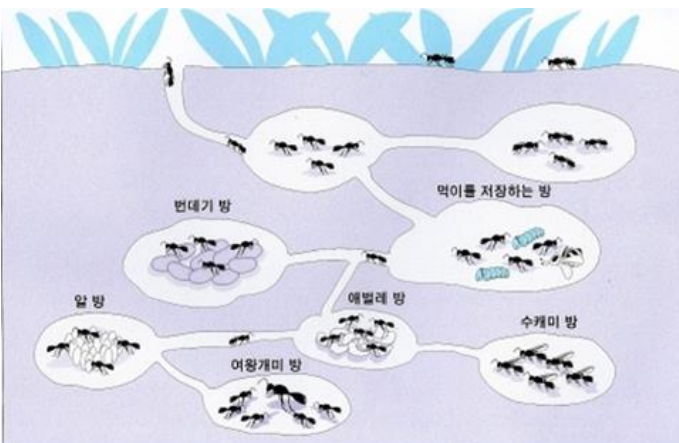 먹이를 저장하는 방
번데기 방
알 방
애벌레 방
수캐미 방
여왕개미 방